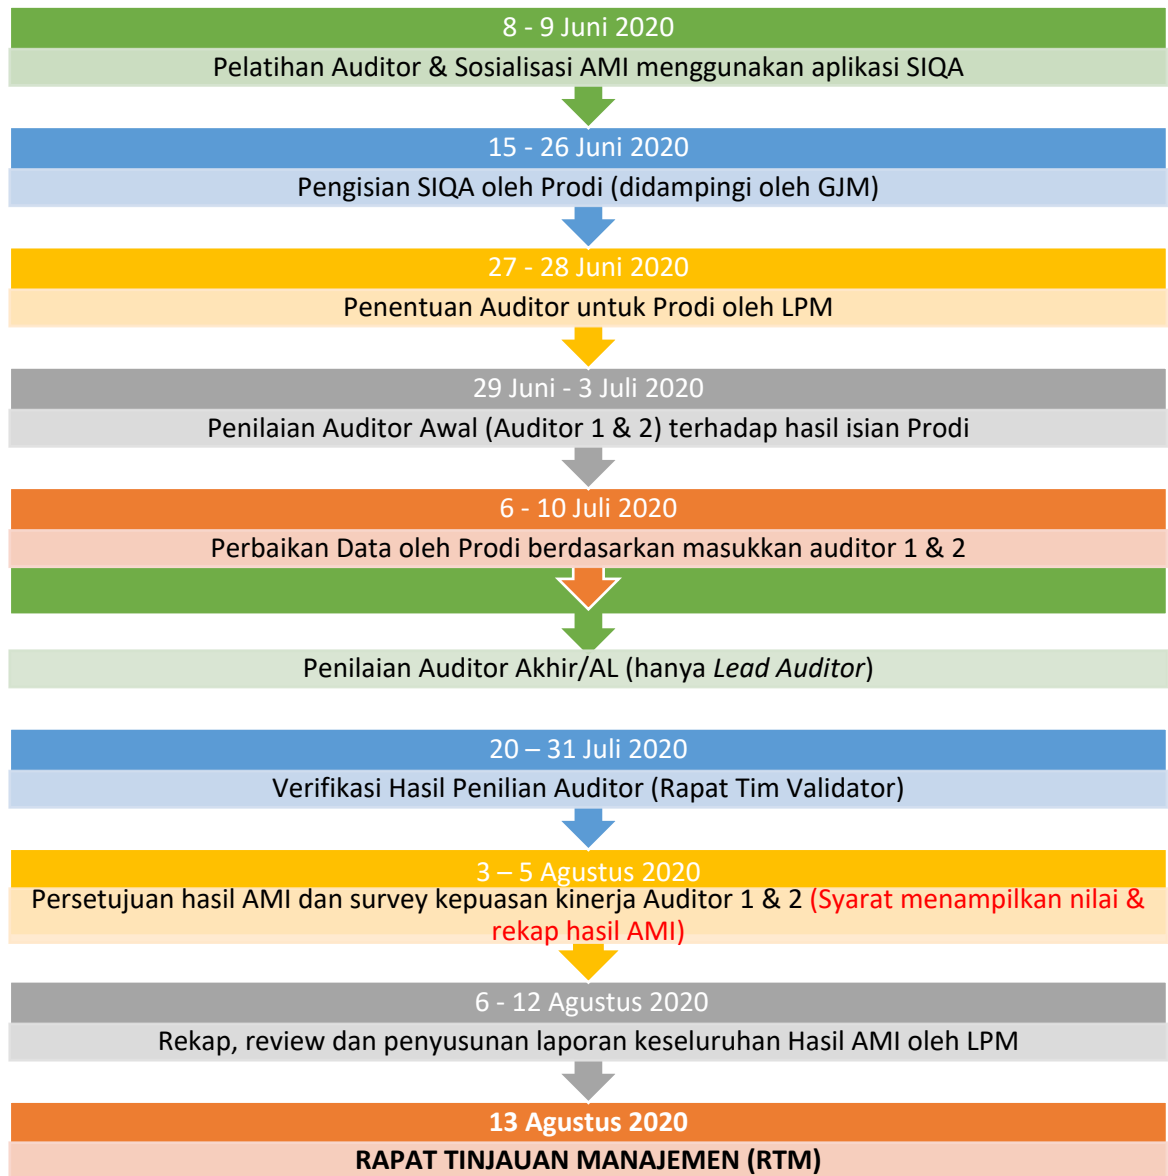 8 - 9 Juni 2020
Pelatihan Auditor & Sosialisasi AMI menggunakan aplikasi SIQA
15 - 26 Juni 2020
Pengisian SIQA oleh Prodi (didampingi oleh GJM)
27 - 28 Juni 2020
Penentuan Auditor untuk Prodi oleh LPM
29 Juni - 3 Juli 2020
Penilaian Auditor Awal (Auditor 1 & 2) terhadap hasil isian Prodi
6 - 10 Juli 2020
Perbaikan Data oleh Prodi berdasarkan masukkan auditor 1 & 2
Penilaian Auditor Akhir/AL (hanya Lead Auditor)
20 – 31 Juli 2020
Verifikasi Hasil Penilian Auditor (Rapat Tim Validator)
3 – 5 Agustus 2020
Persetujuan hasil AMI dan survey kepuasan kinerja Auditor 1 & 2 (Syarat menampilkan nilai &
rekap hasil AMI)
6 - 12 Agustus 2020
Rekap, review dan penyusunan laporan keseluruhan Hasil AMI oleh LPM
13 Agustus 2020
RAPAT TINJAUAN MANAJEMEN (RTM)